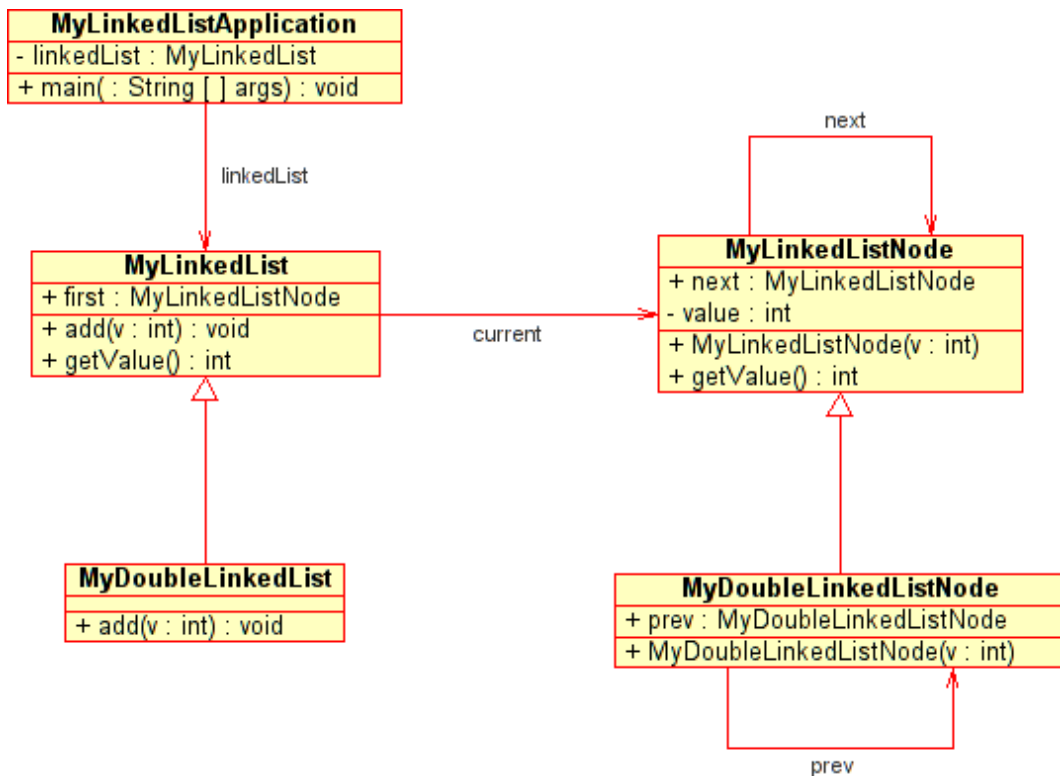 MyLinkedListApplication
- linkedList : MyLinkedList
+ main( : String [ ] args) : void
linkedList
next
MyLinkedList
+ first : MyLinkedListNode
+ add(v : int) : void
+ getValue() : int
current
MyLinkedListNode
+ next : MyLinkedListNode
- value : int
+ MyLinkedListNode(v : int)
+ getValue() : int
MyDoubleLinkedList
+ add(v : int) : void
MyDoubleLinkedListNode
+ prev : MyDoubleLinkedListNode
+ MyDoubleLinkedListNode(v : int)
prev